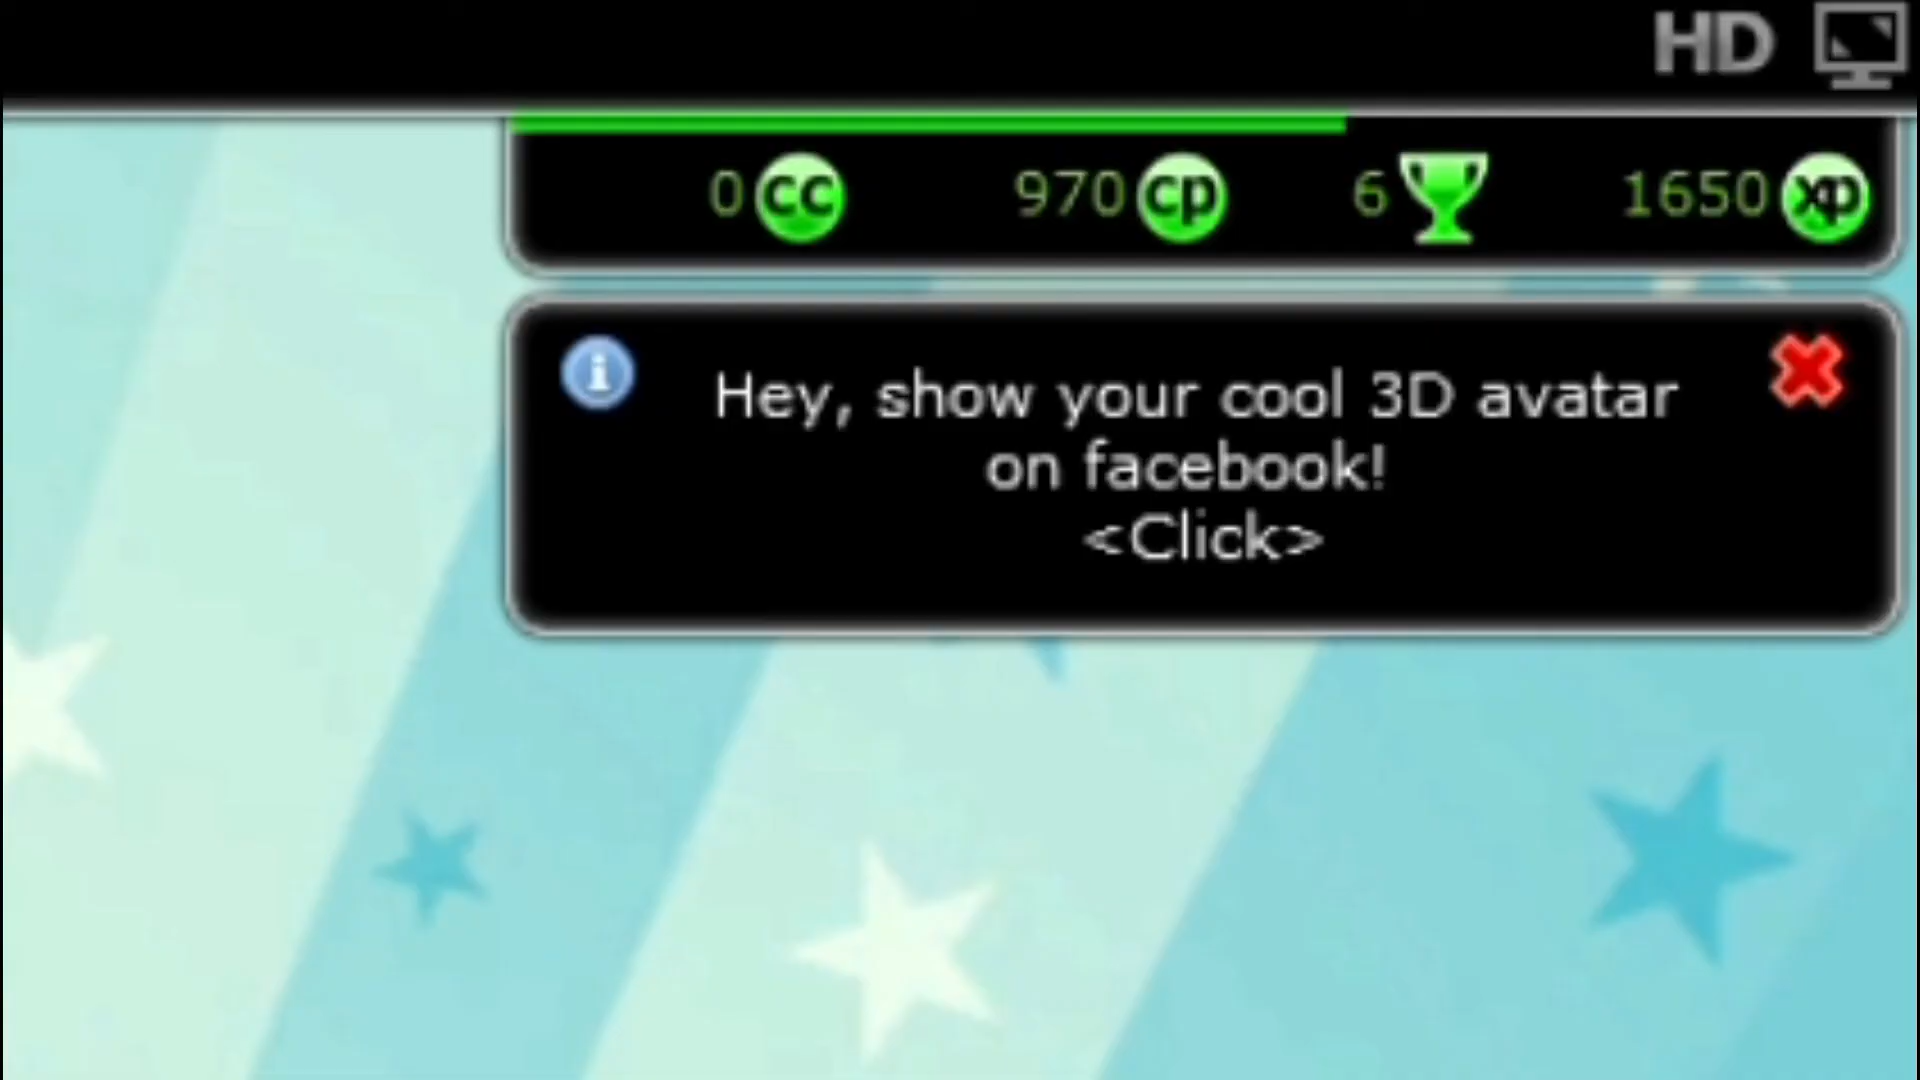 HD
0 cc 970 cp 6 1650 xp
i
Hey, show your cool 3D avatar
on facebook!
<Click>